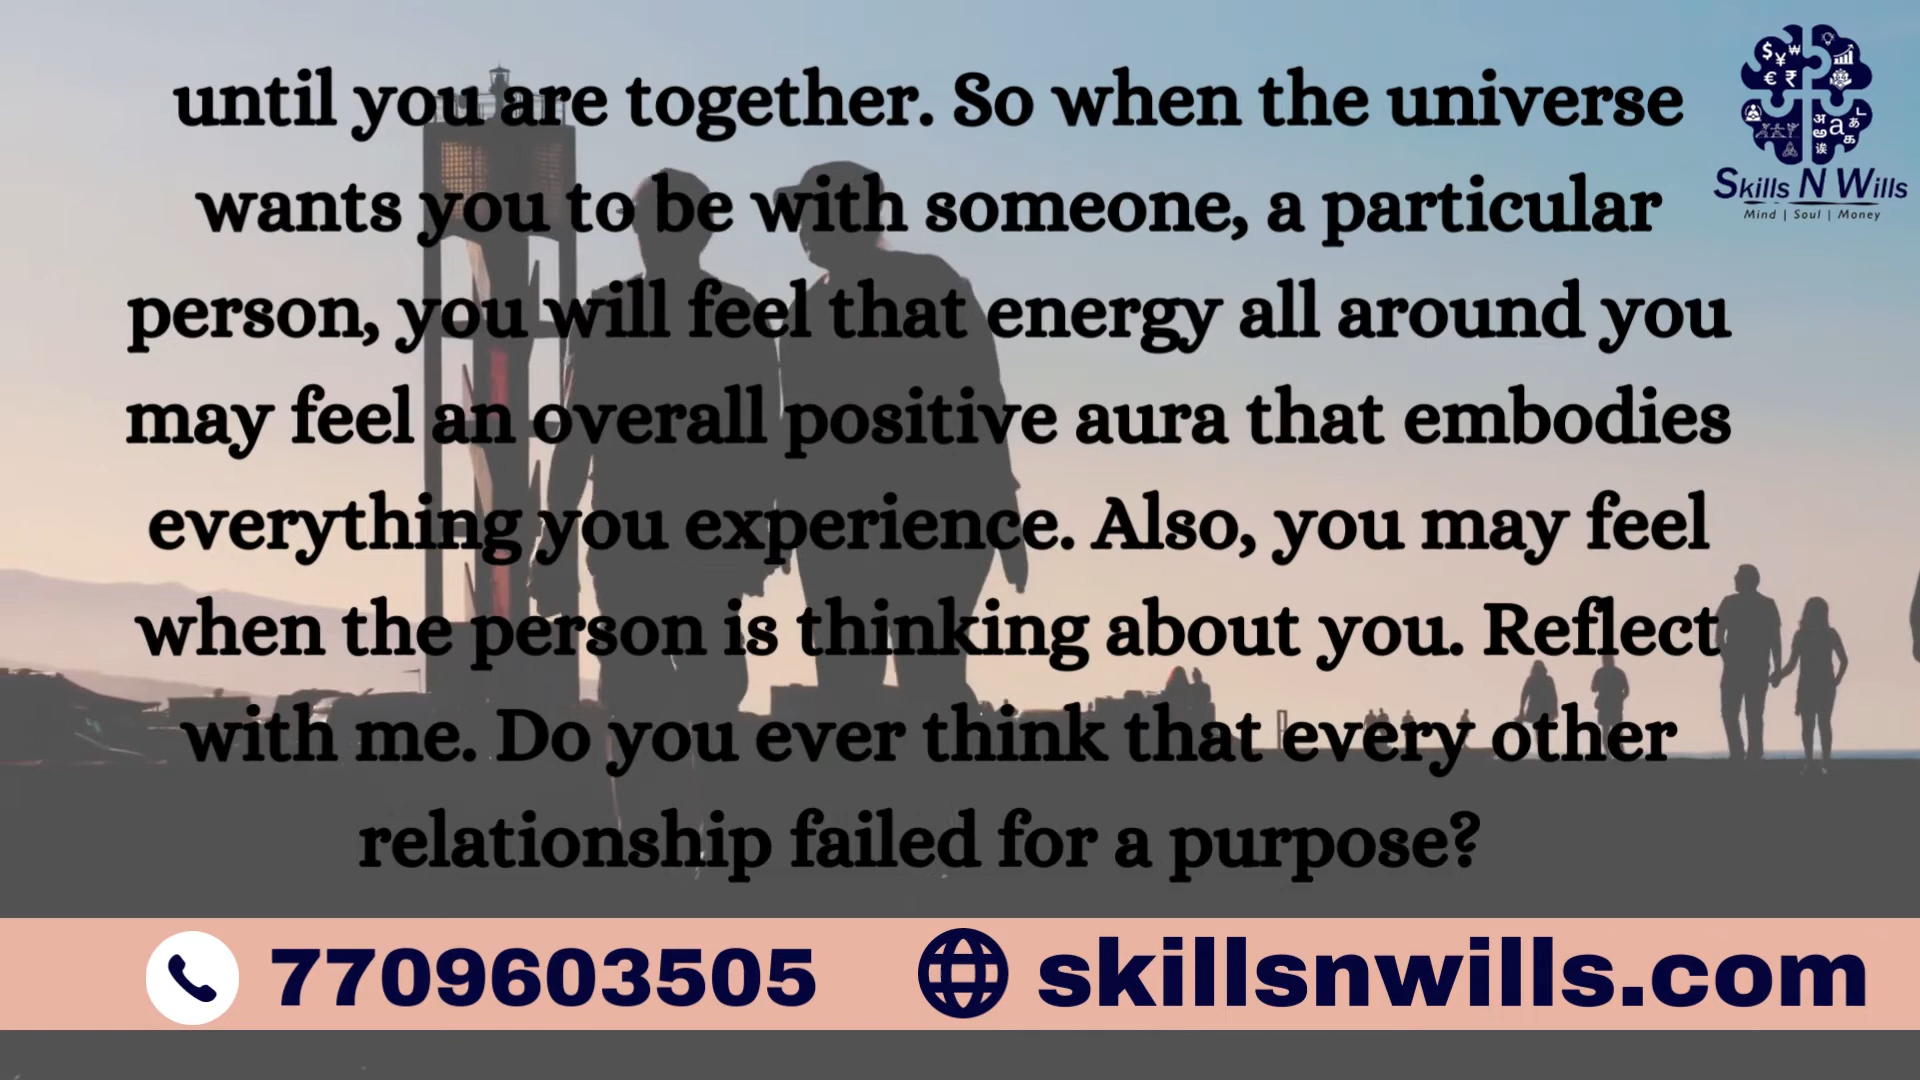 until you are together. So when the universe
wants you to be with someone, a particular
person, you will feel that energy all around you
may feel an overall positive aura that embodies
everything you experience. Also, you may feel
when the person is thinking about you. Reflect
with me. Do you ever think that every other
relationship failed for a purpose?
Skills N Wills
Mind | Soul | Money
7709603505
skillsnwills.com